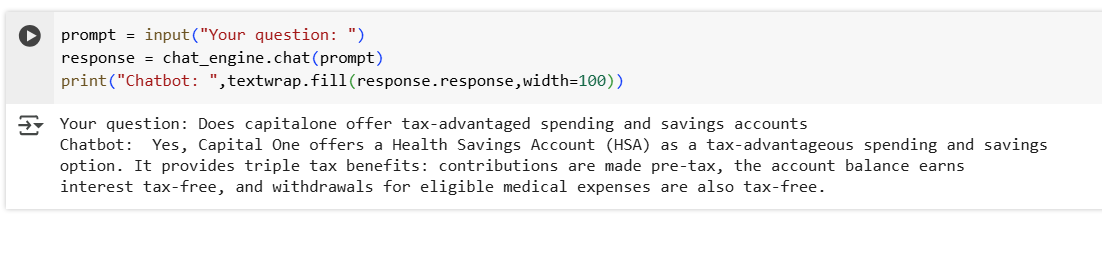 prompt = input("Your question: ")
response = chat_engine.chat(prompt)
print("Chatbot: ",textwrap.fill(response.response,width=100))
Your question: Does capitalone offer tax-advantaged spending and savings accounts
Chatbot:  Yes, Capital One offers a Health Savings Account (HSA) as a tax-advantageous spending and savings
option. It provides triple tax benefits: contributions are made pre-tax, the account balance earns
interest tax-free, and withdrawals for eligible medical expenses are also tax-free.